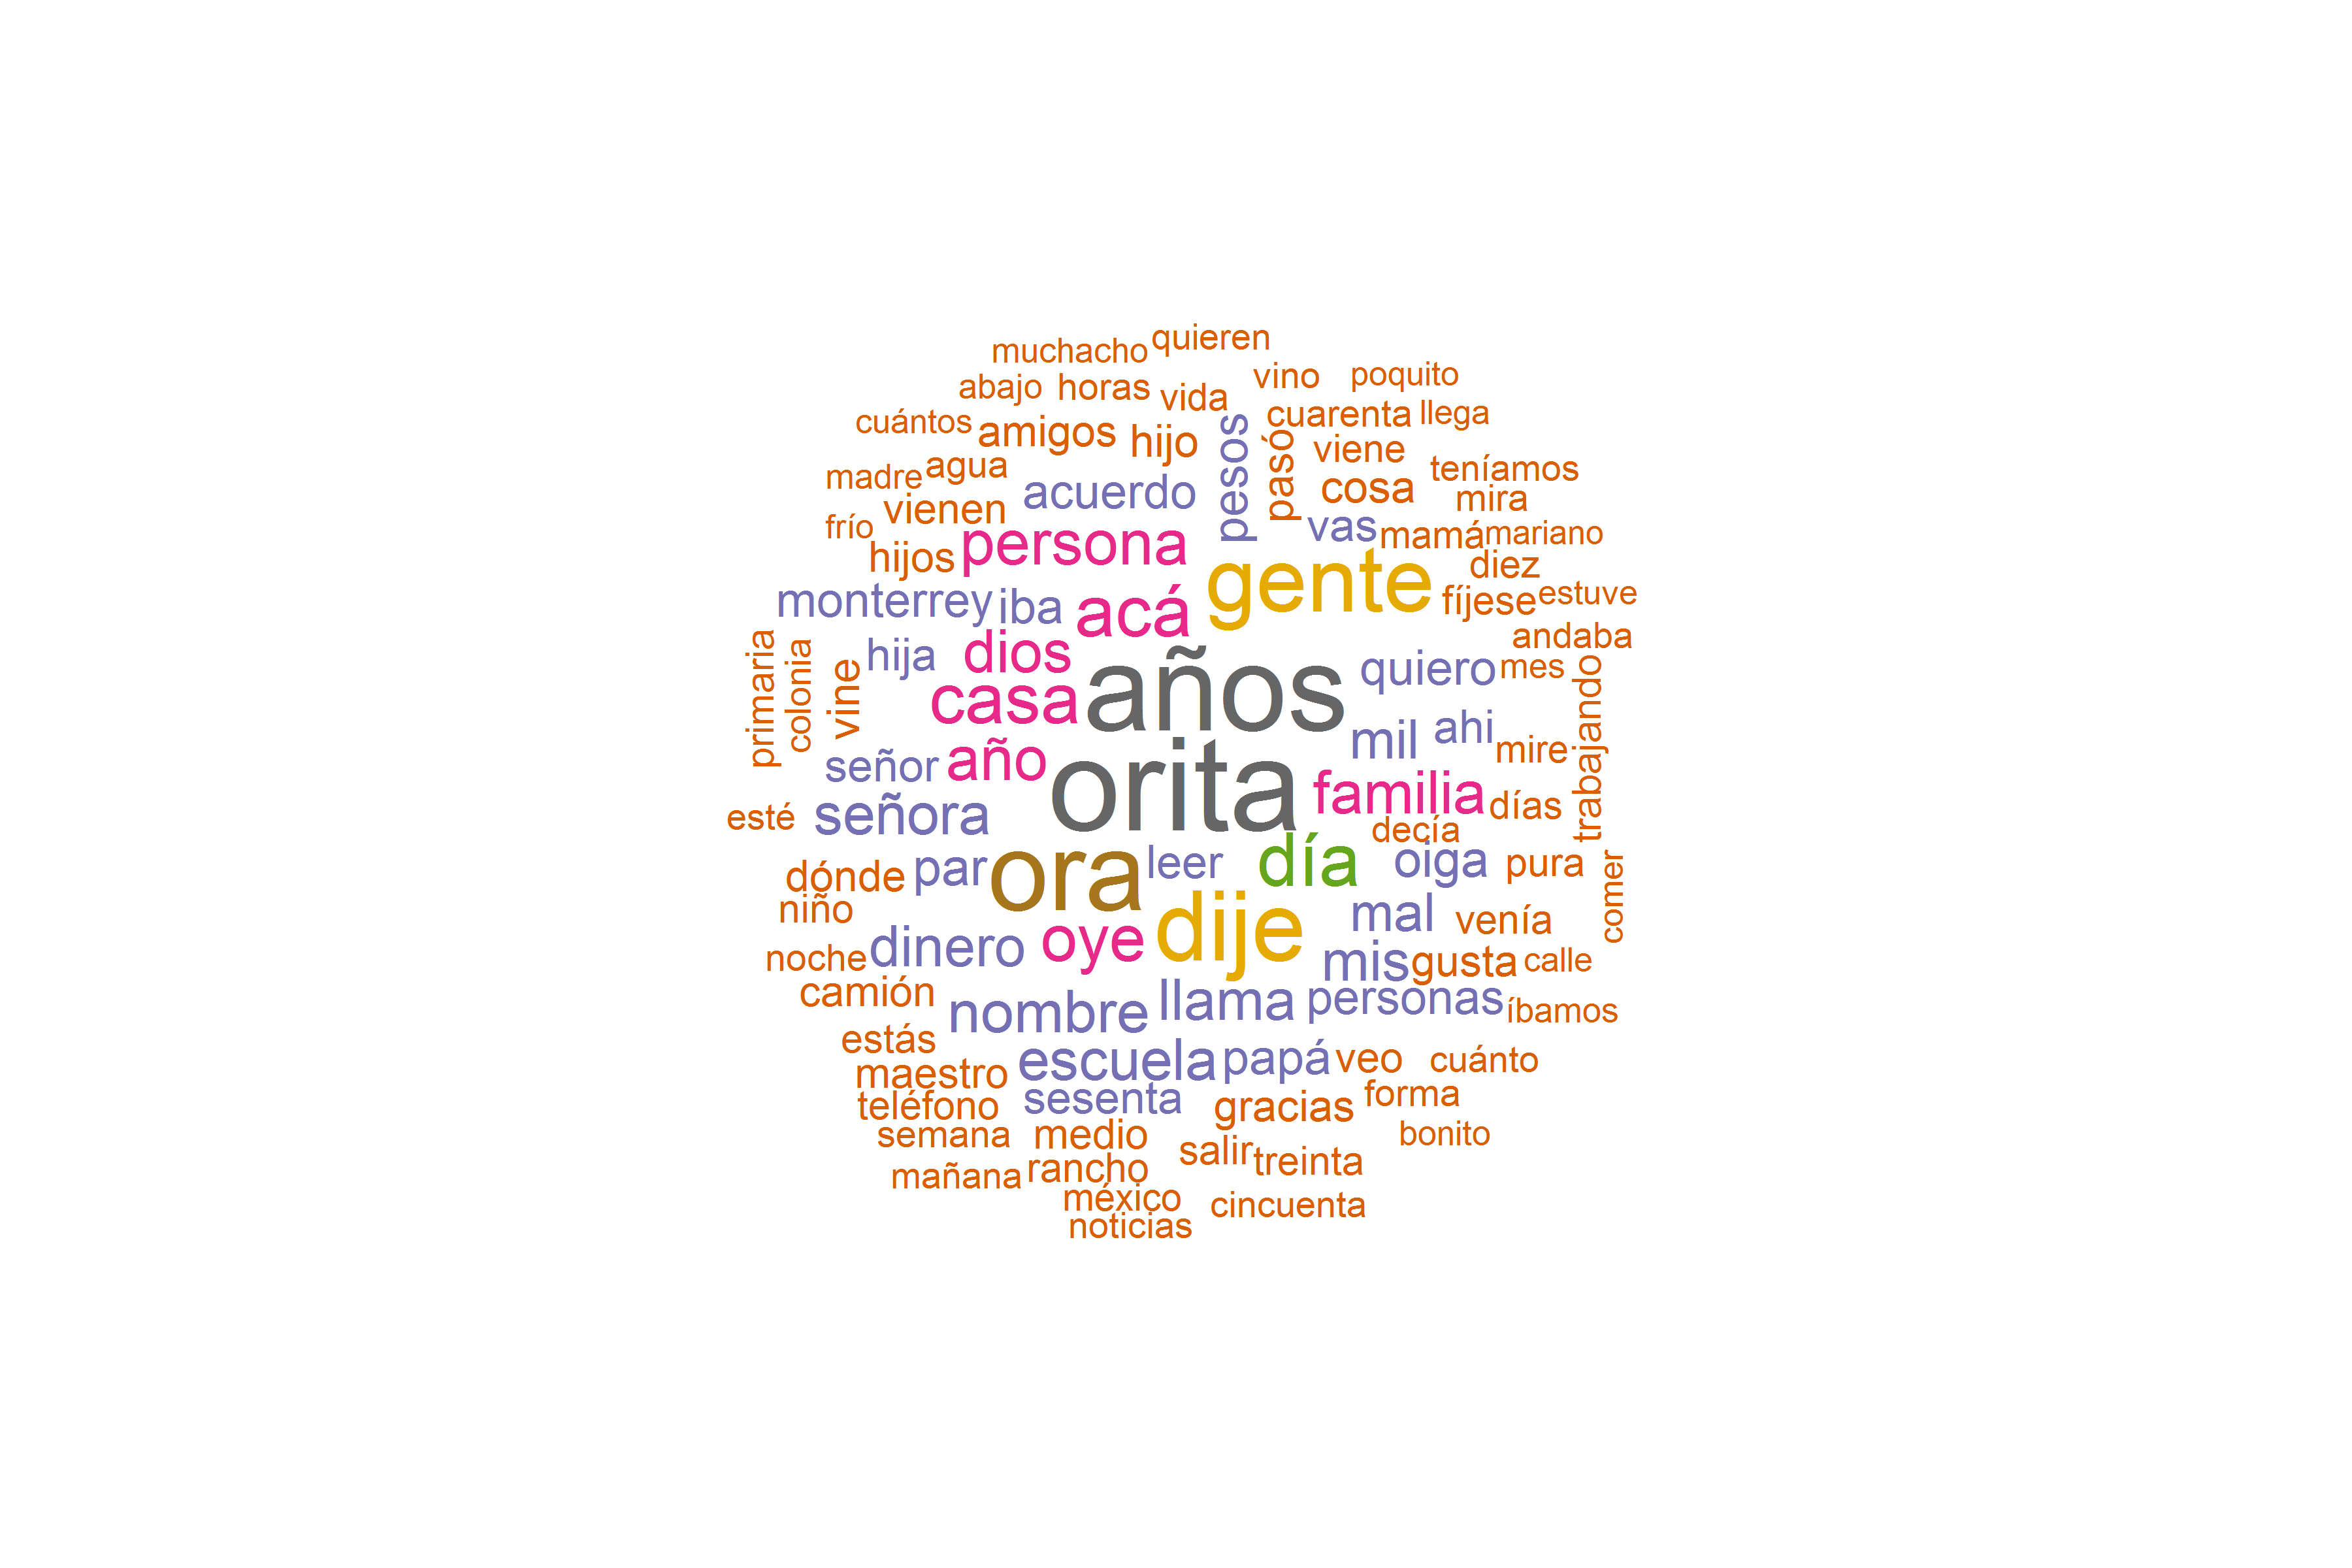 muchacho
quieren
abajo
horas
vida
vino
poquito
cuántos
amigos
hijo
pesos
pasó
cuarenta
llega
madre
agua
acuerdo
viene
teníamos
frío
vienen
cosa
mira
hijos
persona
vas
mamá
mariano
monterrey
iba
acá
gente
diez
fíjese
estuve
primaria
colonia
vine
hija
dios
años
quiero
mes
andaba
trabajando
casa
señor
año
orita
mil
ahi
mire
esté
señora
familia
días
decía
dónde
par
ora
leer
día
oiga
pura
comer
niño
noche
dinero
oye
dije
mal
venía
mis
gusta
calle
camión
nombre
llama
personas
íbamos
estás
maestro
escuela
papá
veo
cuánto
teléfono
sesenta
gracias
forma
semana
medio
salir
treinta
bonito
mañana
rancho
méxico
cincuenta
noticias